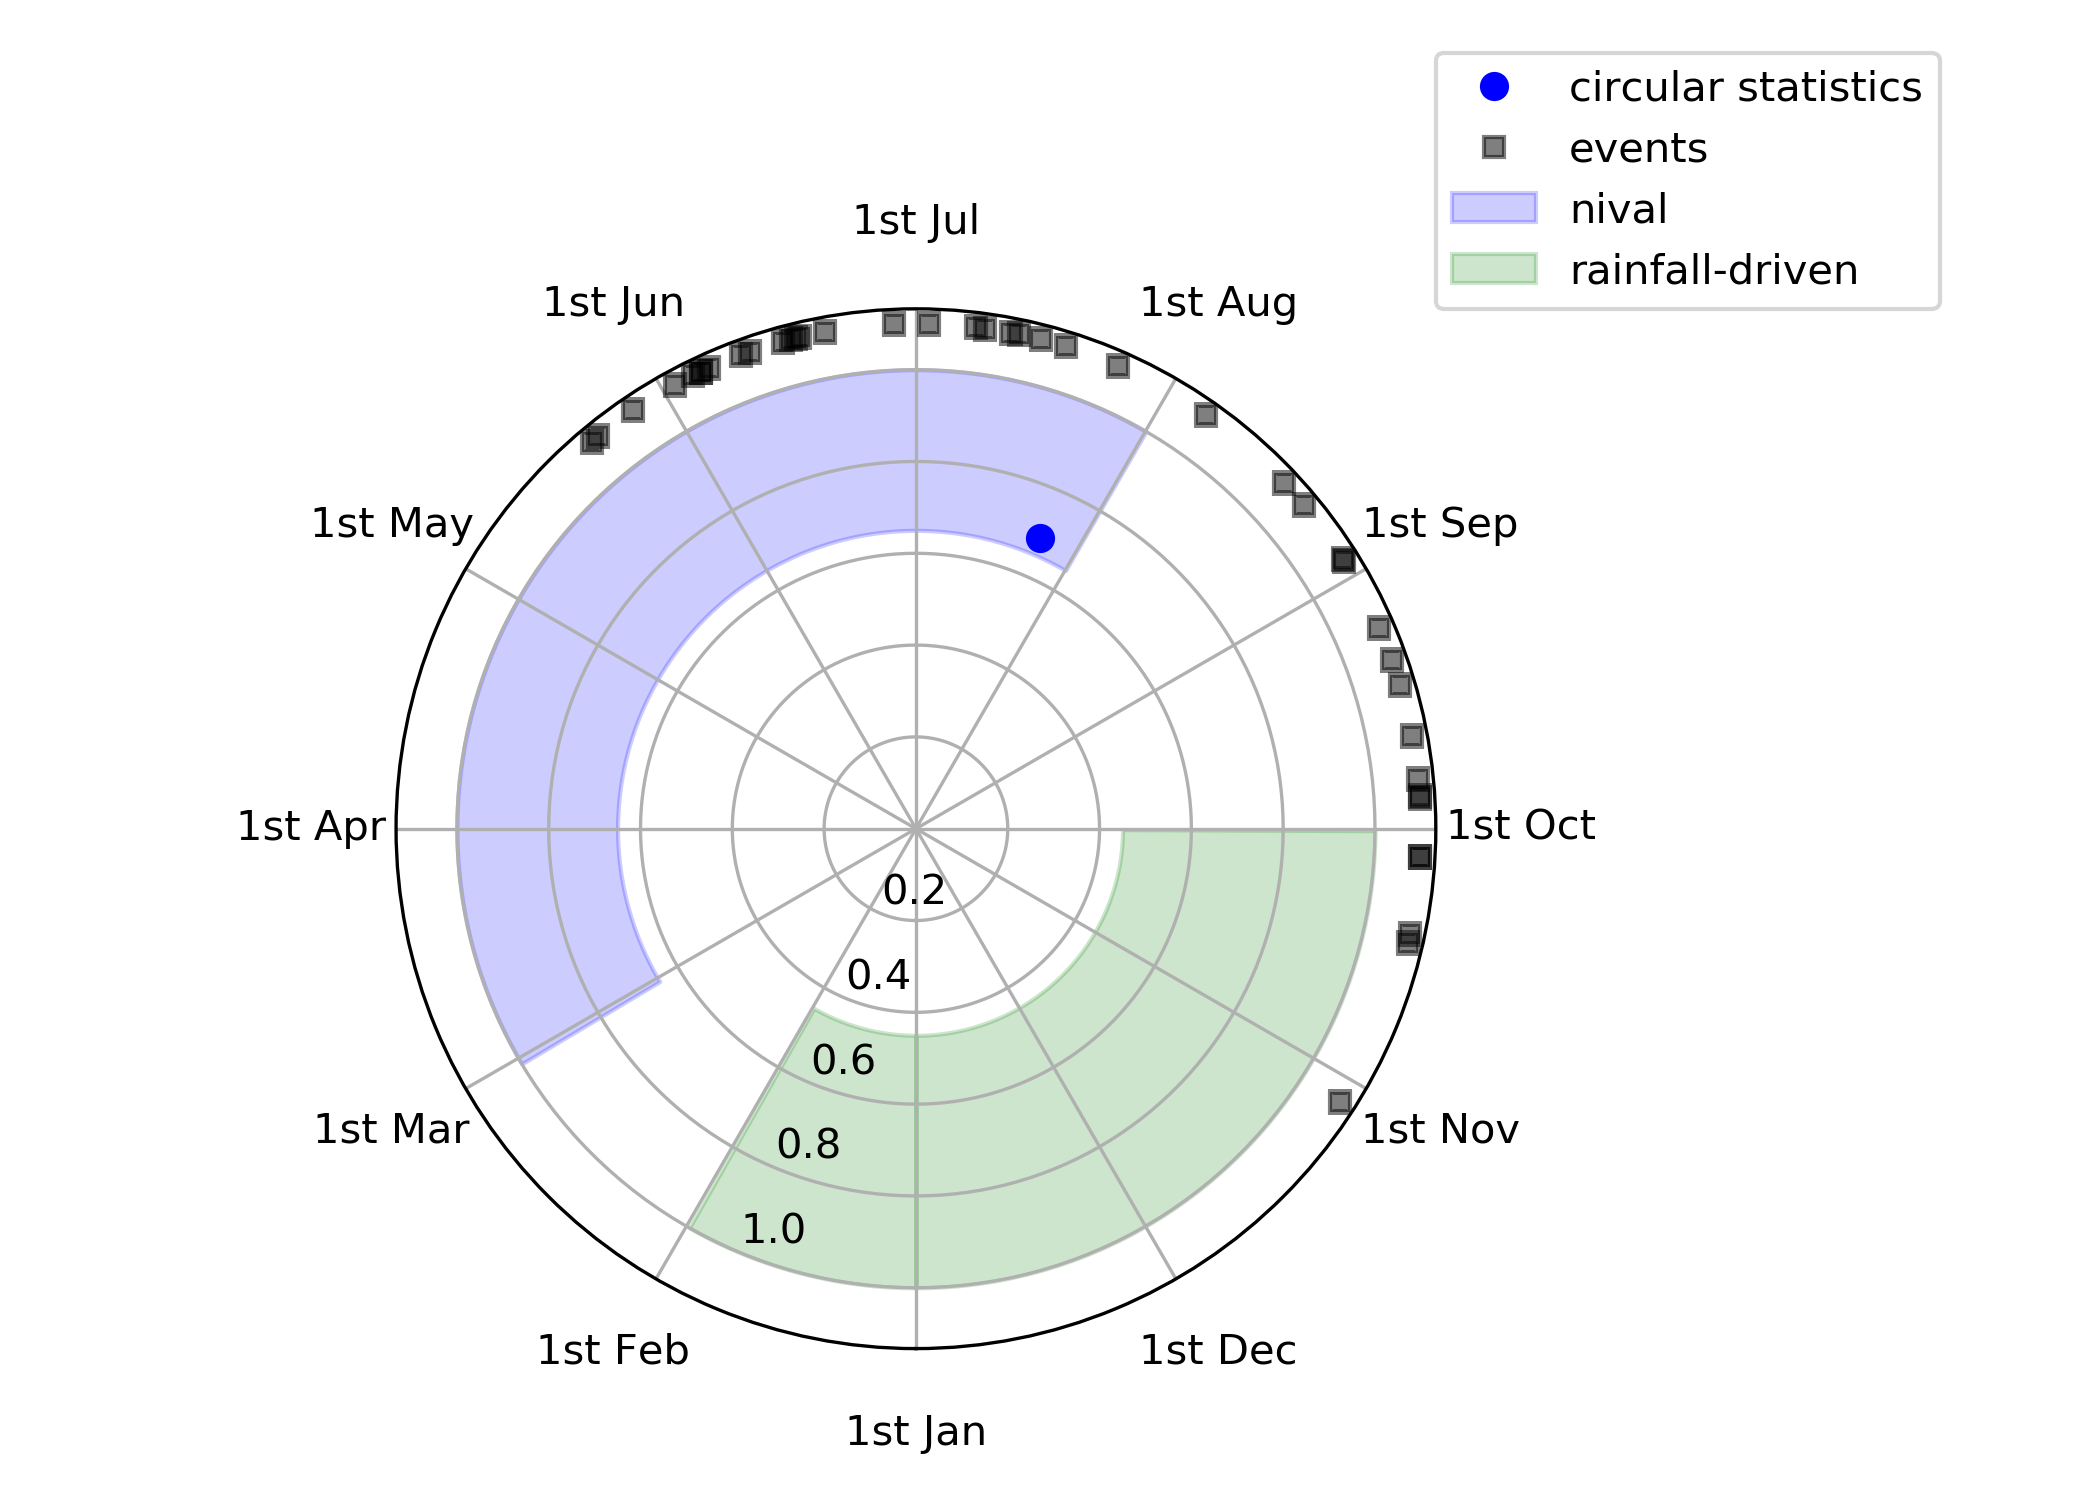 circular statistics
events
nival
rainfall-driven
1st Jul
1st Jun
1st Aug
1st May
1st Sep
1st Apr
1st Oct
0.2
0.4
0.6
1st Mar
1st Nov
0.8
1.0
1st Feb
1st Dec
1st Jan